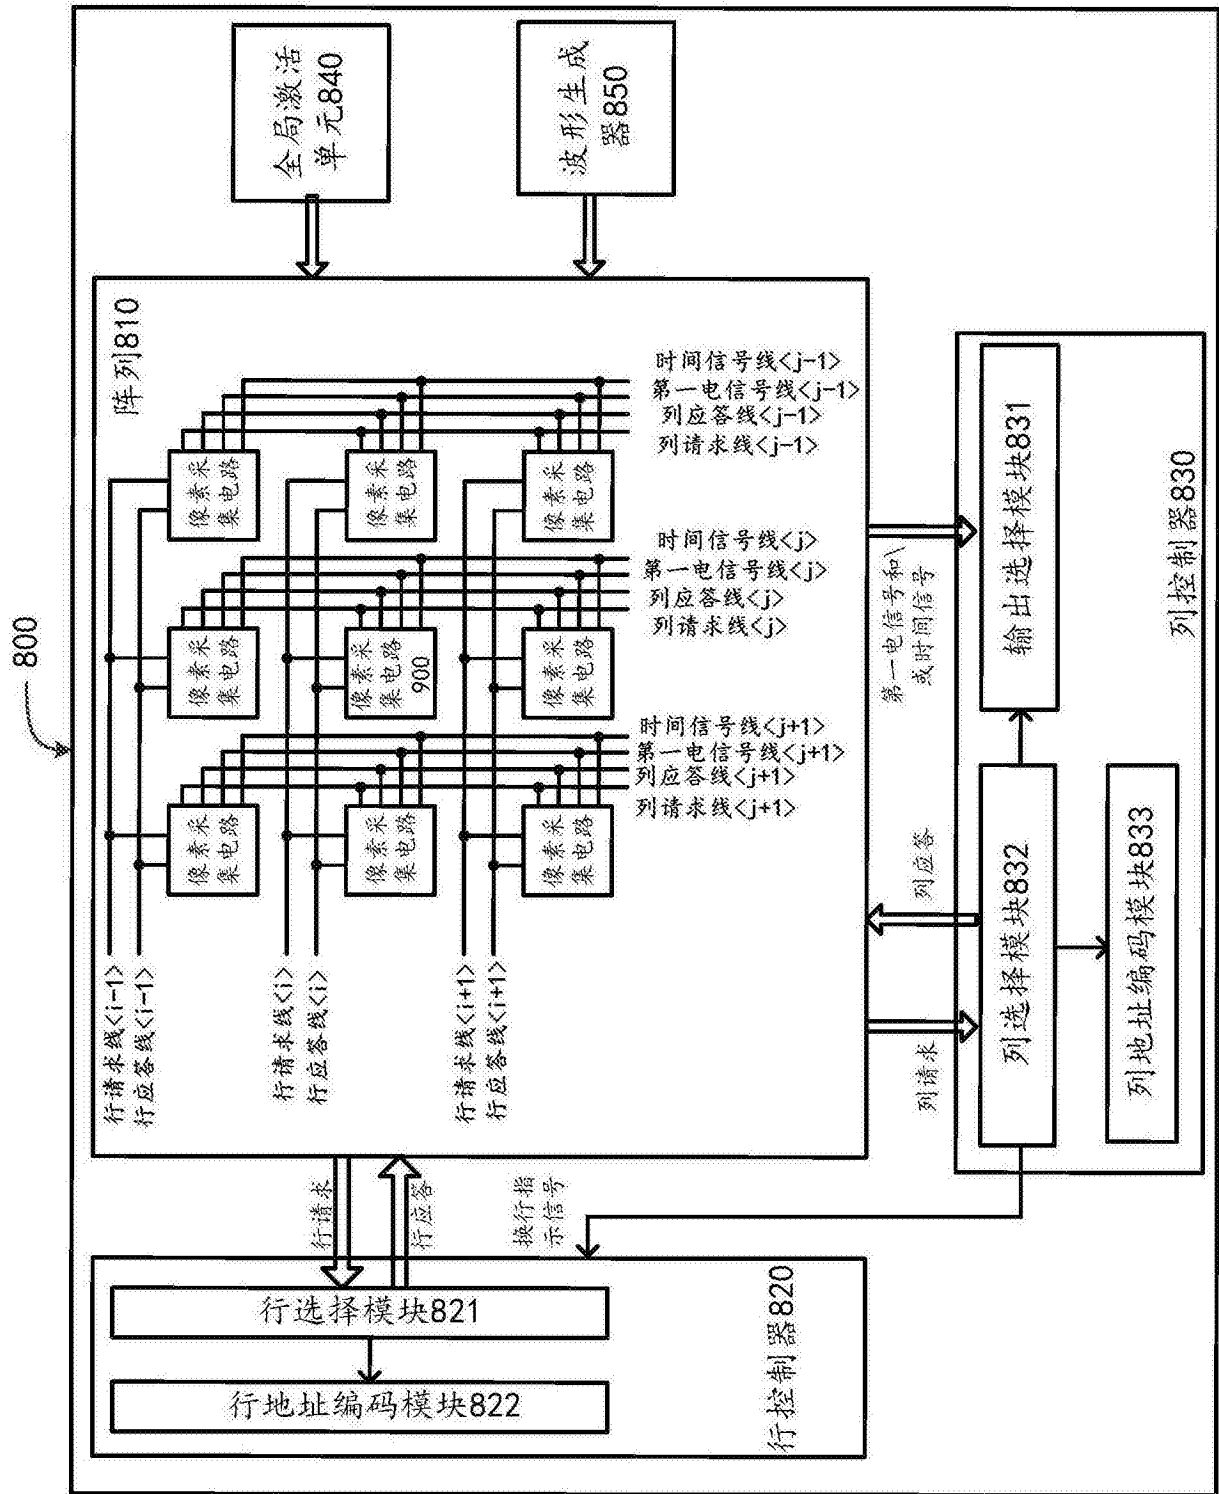 800
全局激活
单元840
波形生成
器850
阵列810
时间信号线<j-1>
第一电信号线<j-1>
列应答线<j-1>
列请求线<j-1>
像素采
集电路
像素采
集电路
像素采
集电路
时间信号线<j>
第一电信号线<j>
列应答线<j>
列请求线<j>
像素采
集电路
像素采
集电路
900
像素采
集电路
时间信号线<j+1>
第一电信号线<j+1>
列应答线<j+1>
列请求线<j+1>
像素采
集电路
像素采
集电路
像素采
集电路
行请求线<i-1>
行应答线<i-1>
行请求线<i>
行应答线<i>
行请求线<i+1>
行应答线<i+1>
第一电信号和\
或时间信号
列应答
列请求
输出选择模块831
列选择模块832
列地址编码模块833
列控制器830
行请求
行应答
换行指
示信号
行选择模块821
行地址编码模块822
行控制器820